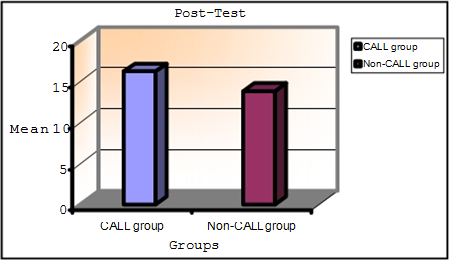 Post-Test
20
15
Mean 10
5
0
CALL group
Non-CALL group
CALL group
Non-CALL group
Groups